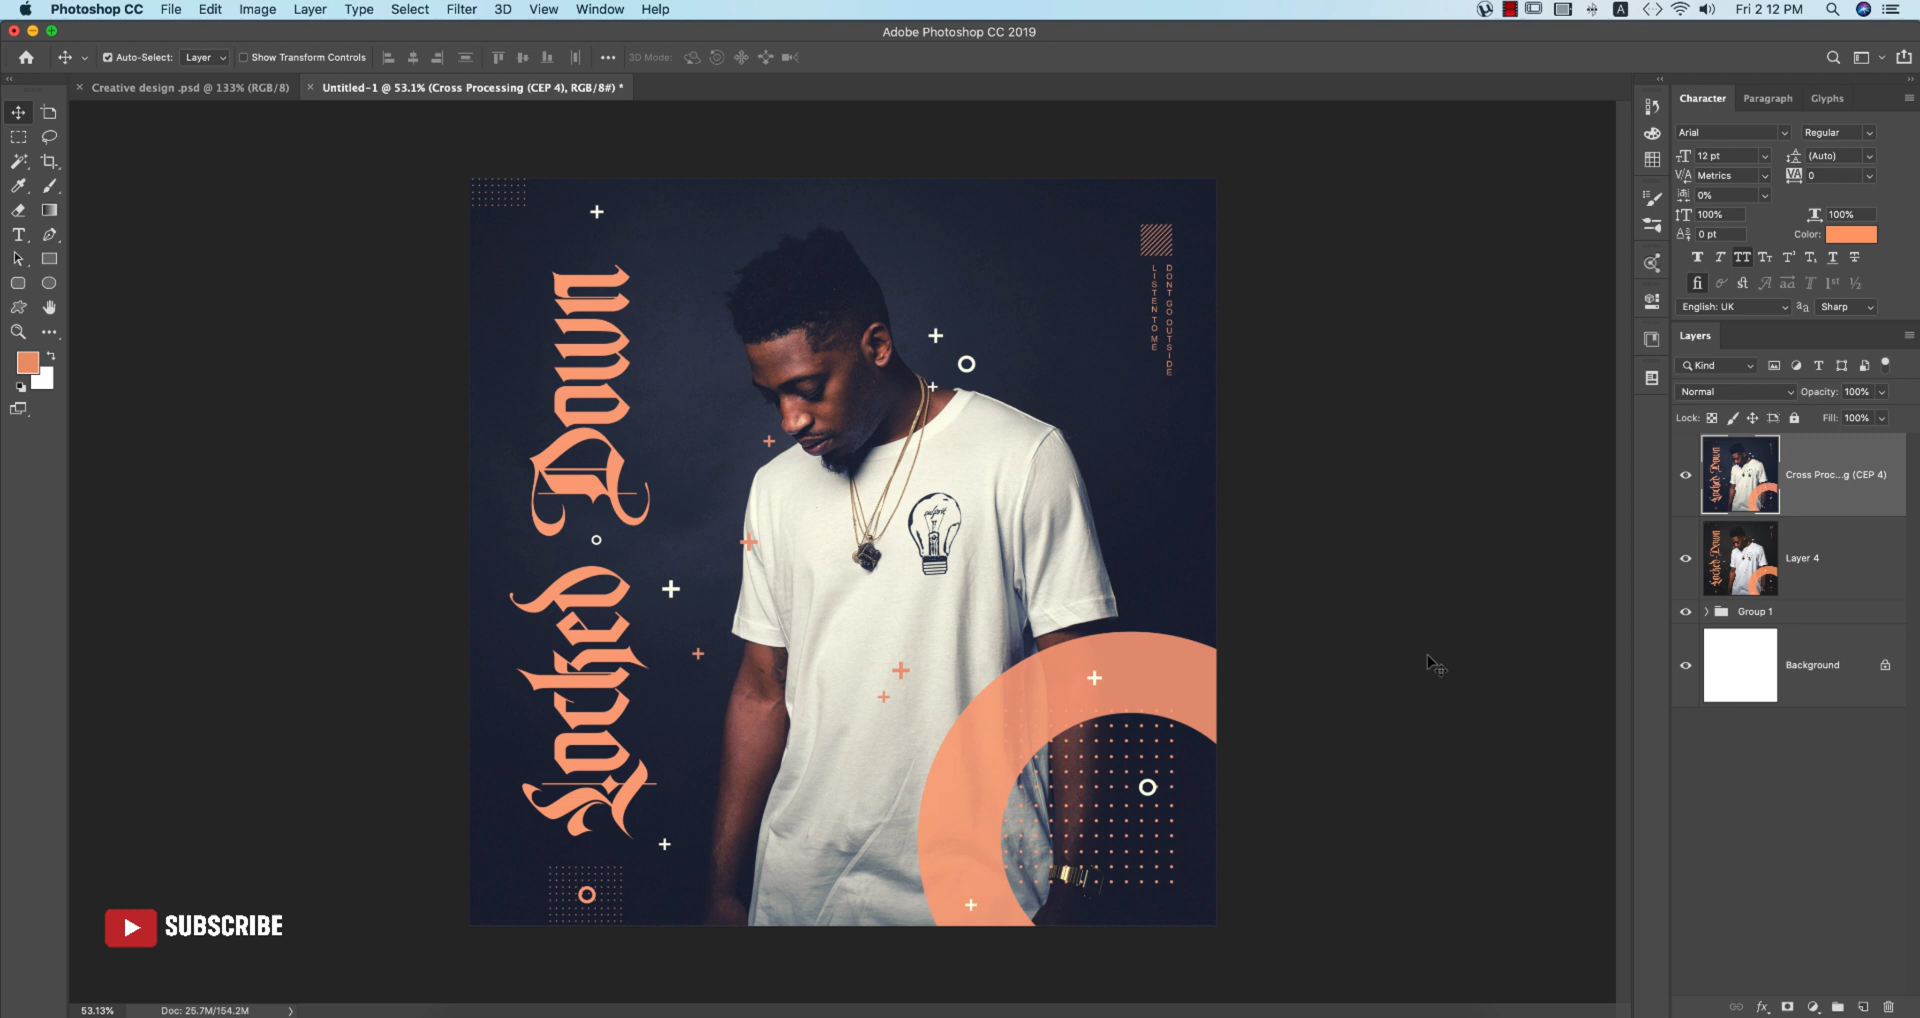 Photoshop CC File Edit Image Layer Type Select Filter 3D View Window Help
A Fri 2 12 PM
Adobe Photoshop CC 2019
Auto-Select: Layer Show Transform Controls 3D Mode:
Creative design .psd @ 133% (RGB/8) Untitled-1 @ 53.1% (Cross Processing (CEP 4), RGB/8#) *
Character Paragraph Glyphs
Arial Regular
12 pt (Auto)
Metrics 0
0%
100% 100%
0 pt Color:
English: UK aa Sharp
Layers
Kind
Normal Opacity: 100%
Lock: Fill: 100%
Cross Proc...g (CEP 4)
Layer 4
Group 1
Background
Locked Down
DONT GO OUTSIDE
LISTEN TO ME
SUBSCRIBE
53.13% Doc: 25.7M/154.2M